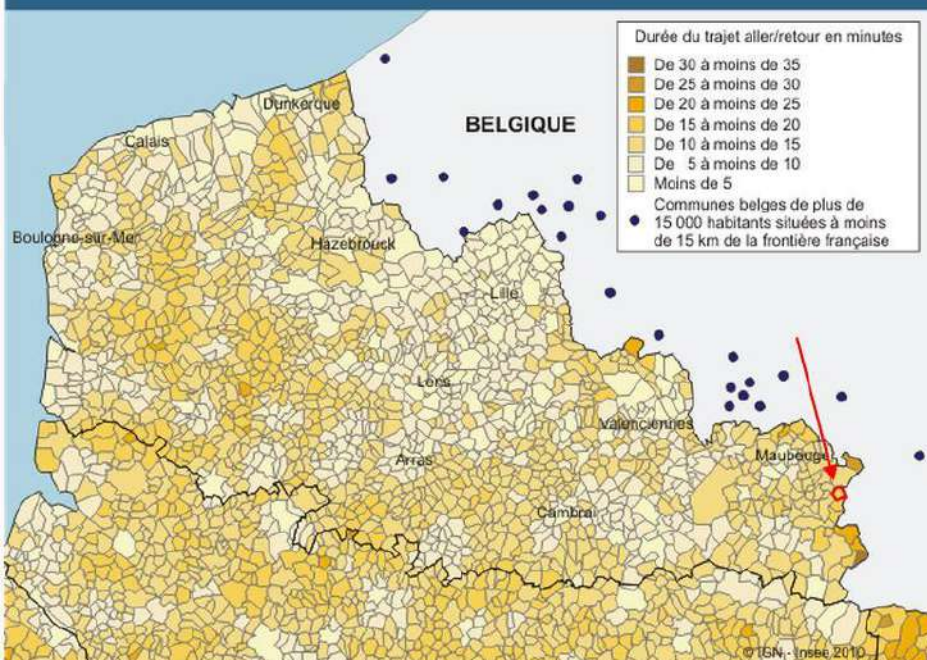 Durée du trajet aller/retour en minutes
De 30 à moins de 35
De 25 à moins de 30
De 20 à moins de 25
De 15 à moins de 20
De 10 à moins de 15
De 5 à moins de 10
Moins de 5
Communes belges de plus de
15 000 habitants situées à moins
de 15 km de la frontière française
BELGIQUE
Dunkerque
Calais
Boulogne-sur-Mer
Hazebrouck
Lille
Lens
Valenciennes
Maubeuge
Arras
Cambrai
© IGN - Insee 2010